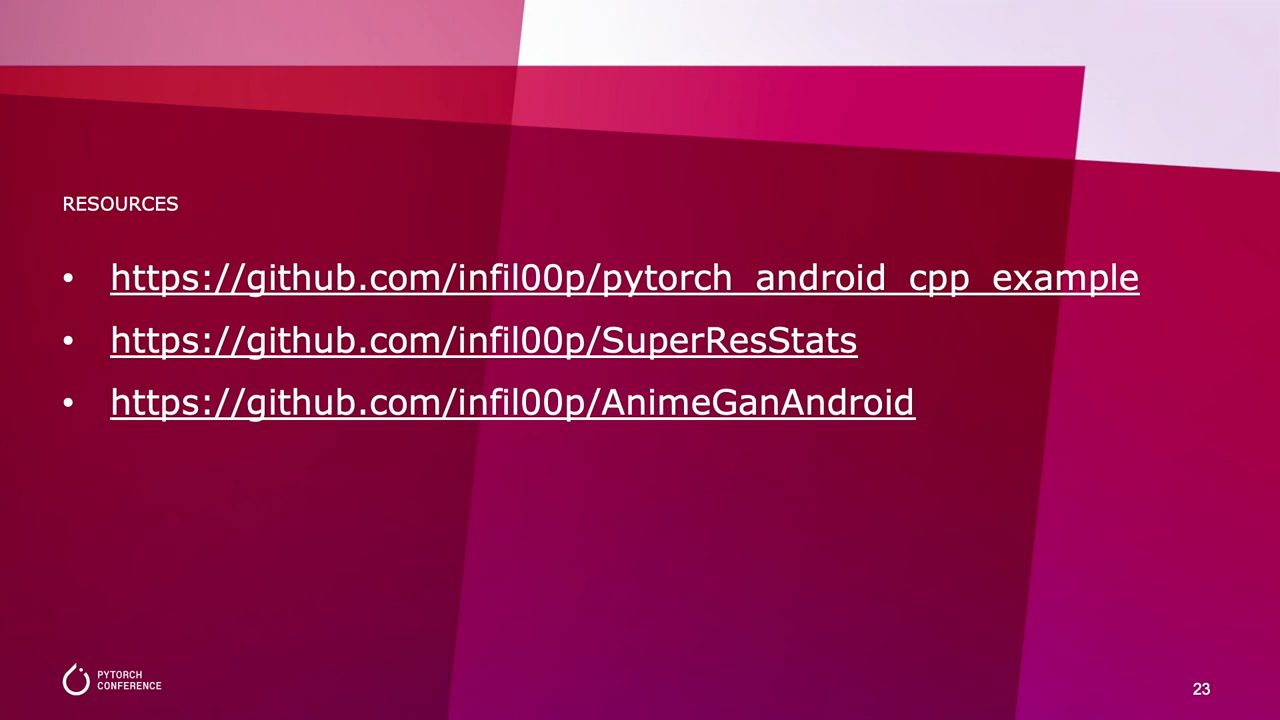 RESOURCES
• https://github.com/infil00p/pytorch_android_cpp_example
• https://github.com/infil00p/SuperResStats
• https://github.com/infil00p/AnimeGanAndroid
PYTORCH
CONFERENCE
23